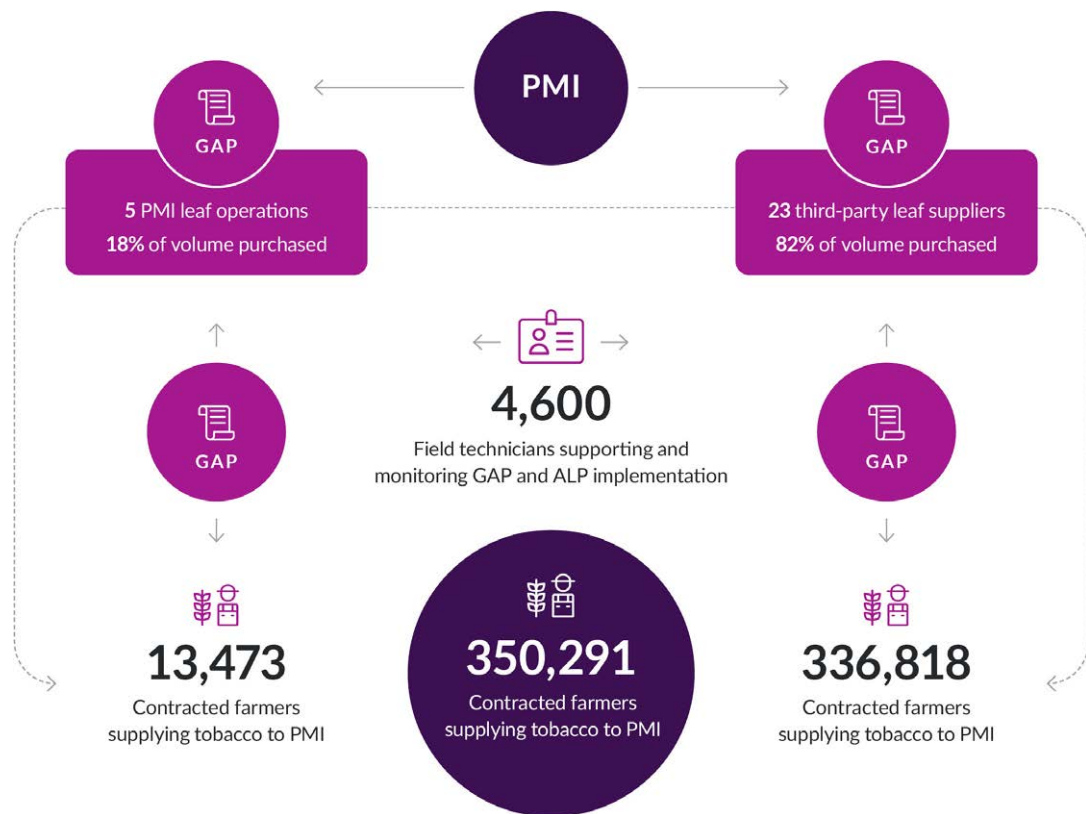 PMI
GAP
5 PMI leaf operations
18% of volume purchased
GAP
23 third-party leaf suppliers
82% of volume purchased
4,600
Field technicians supporting and
monitoring GAP and ALP implementation
GAP
GAP
13,473
Contracted farmers
supplying tobacco to PMI
350,291
Contracted farmers
supplying tobacco to PMI
336,818
Contracted farmers
supplying tobacco to PMI